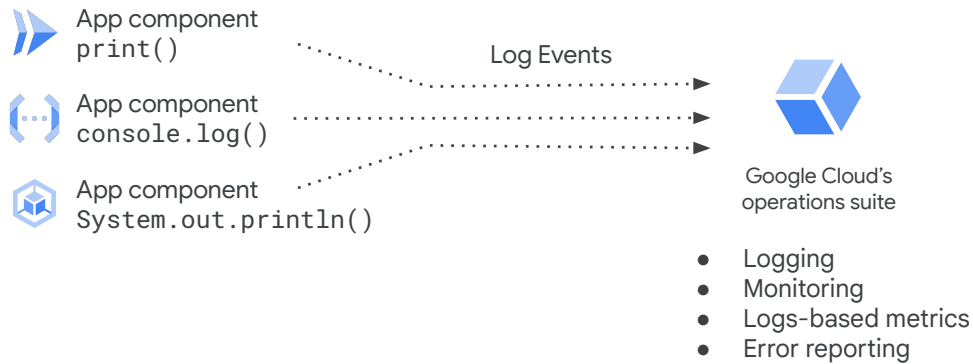 App component
print()
Log Events
App component
console.log()
App component
System.out.println()
Google Cloud’s
operations suite
● Logging
● Monitoring
● Logs-based metrics
● Error reporting